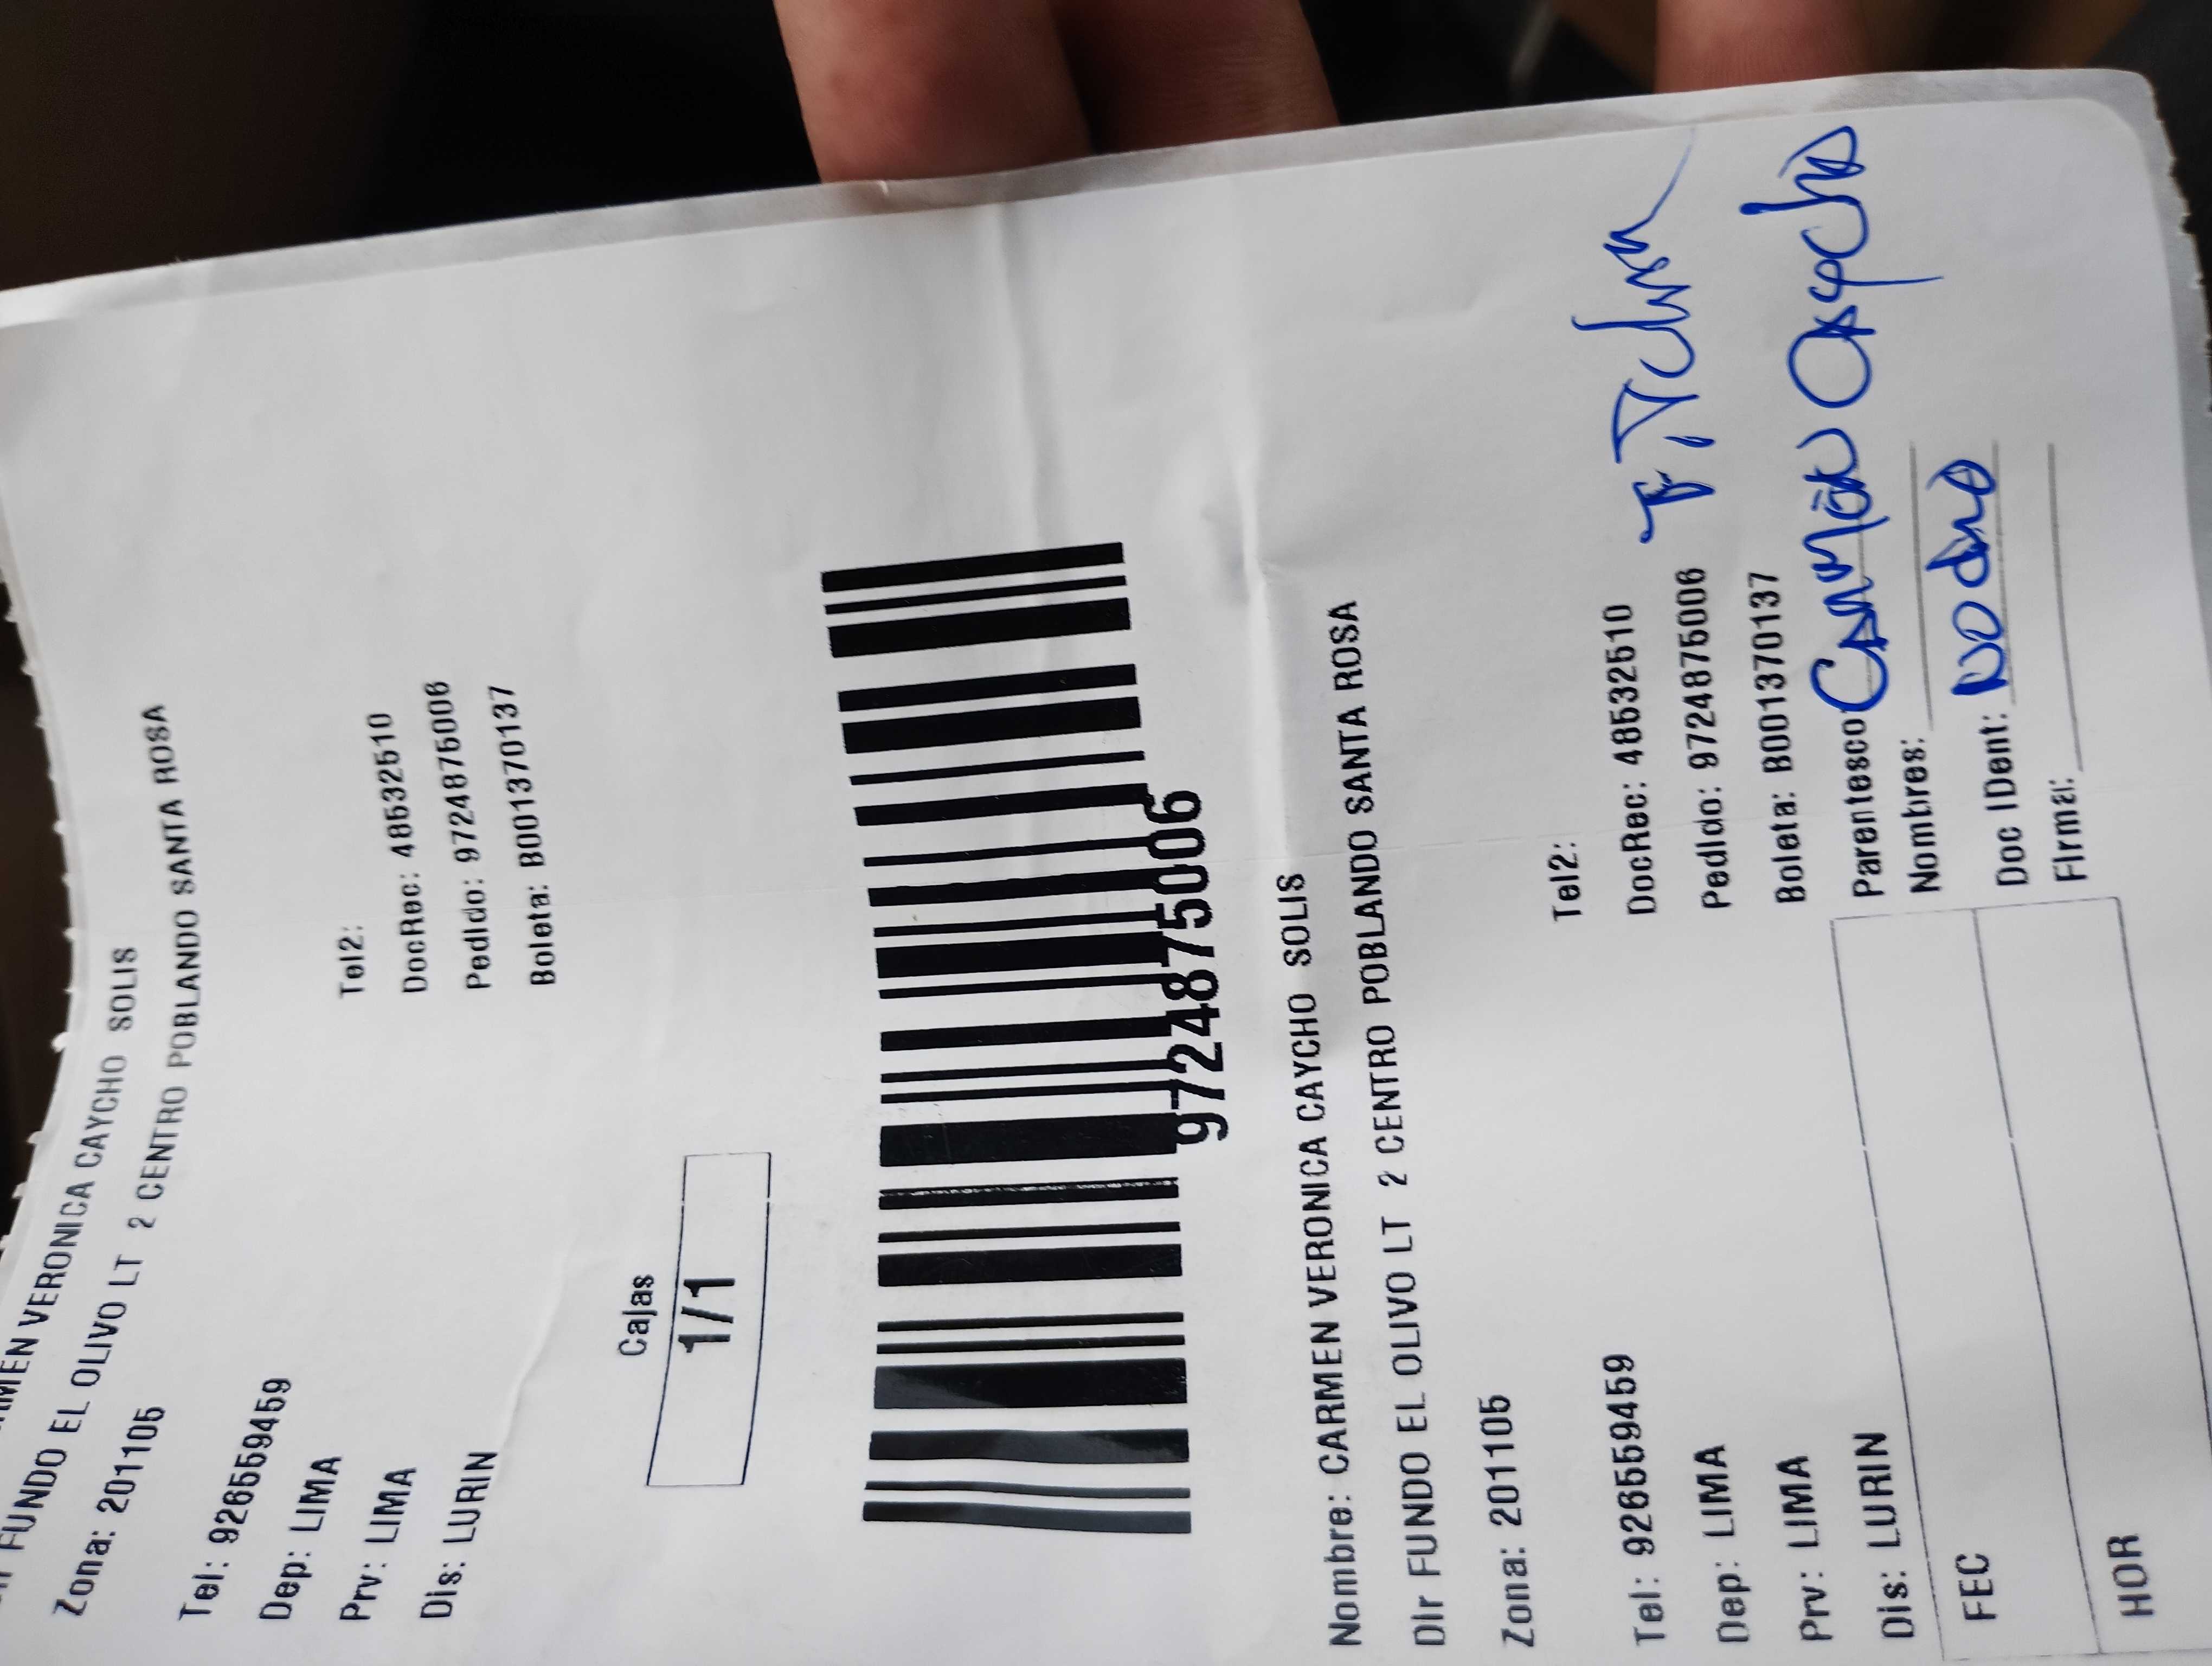 MEN VERONICA CAYCHO SOLIS
FUNDO EL OLIVO LT 2 CENTRO POBLANDO SANTA ROSA
Zona: 201105
Tel: 926559459
Tel2:
Dep: LIMA
DocRec: 48532510
Prv: LIMA
Pedido: 9724875006
Dis: LURIN
Boleta: B001370137
Cajas
1/1
9724875006
Nombre: CARMEN VERONICA CAYCHO SOLIS
Dir FUNDO EL OLIVO LT 2 CENTRO POBLANDO SANTA ROSA
Zona: 201105
Tel: 926559459
Tel2:
Dep: LIMA
DocRec: 48532510
Prv: LIMA
Pedido: 9724875006
Dis: LURIN
Boleta: B001370137
Parentesco
Carmen
FEC
Nombres:
Doc IDent: No
HOR
Firma: